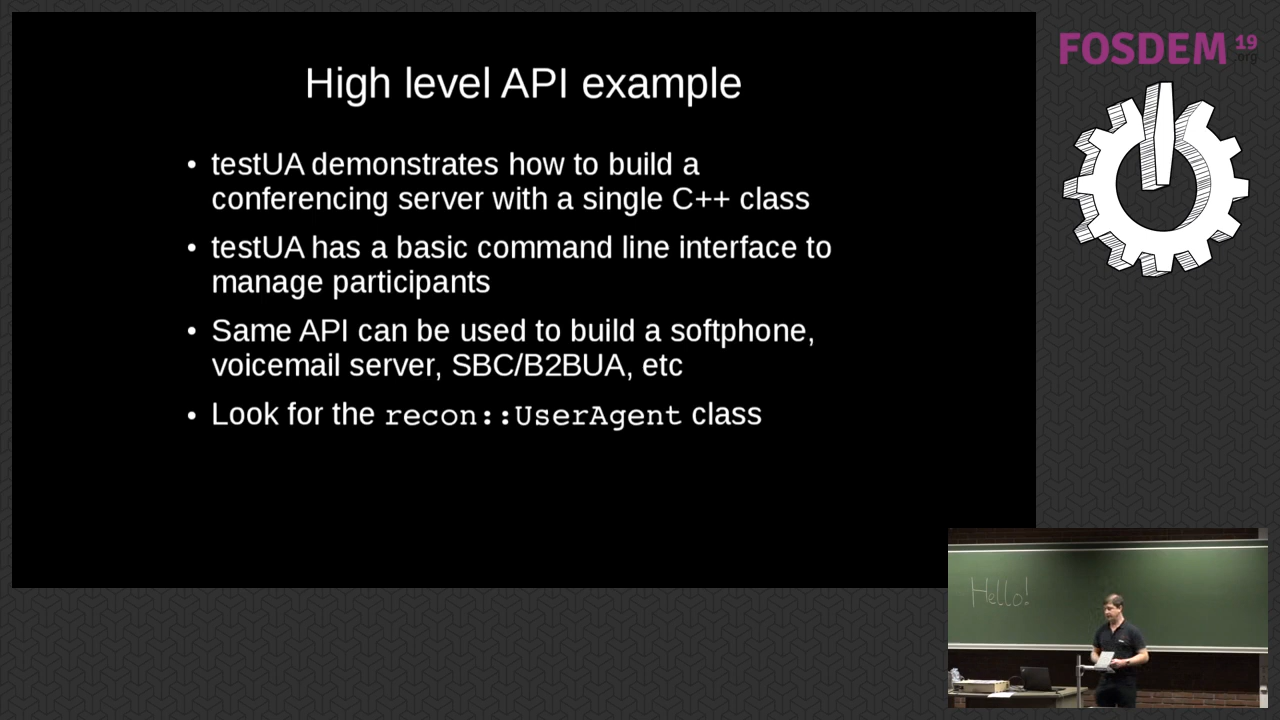 High level API example
• testUA demonstrates how to build a
conferencing server with a single C++ class
• testUA has a basic command line interface to
manage participants
• Same API can be used to build a softphone,
voicemail server, SBC/B2BUA, etc
• Look for the recon::UserAgent class
FOSDEM 19
.org
Hello!